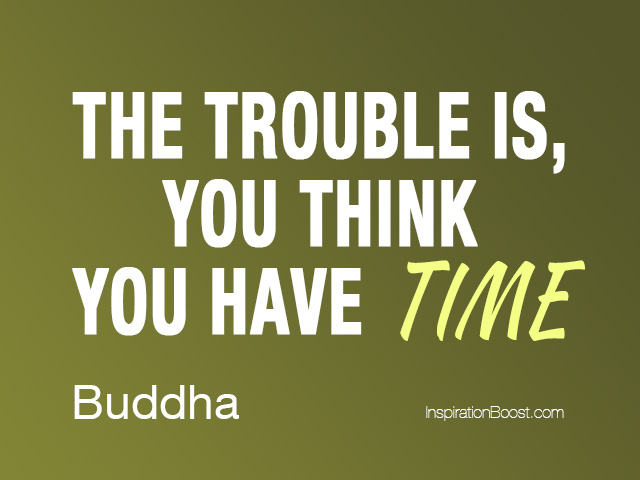 THE TROUBLE IS,
YOU THINK
YOU HAVE TIME
Buddha
InspirationBoost.com